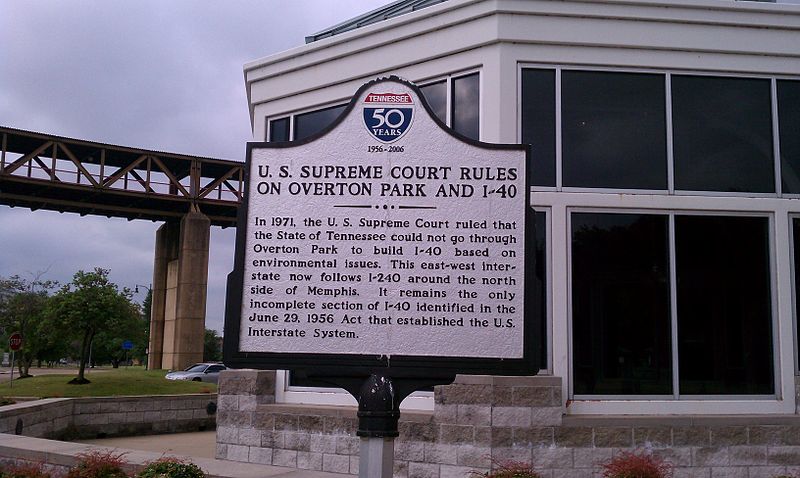 TENNESSEE
50
YEARS
1956-2006
U. S. SUPREME COURT RULES
ON OVERTON PARK AND I-40
In 1971, the U. S. Supreme Court ruled that
the State of Tennessee could not go through
Overton Park to build I-40 based on
environmental issues. This east-west inter-
state now follows I-240 around the north
side of Memphis. It remains the only
incomplete section of I-40 identified in the
June 29, 1956 Act that established the U.S.
Interstate System.
STOP